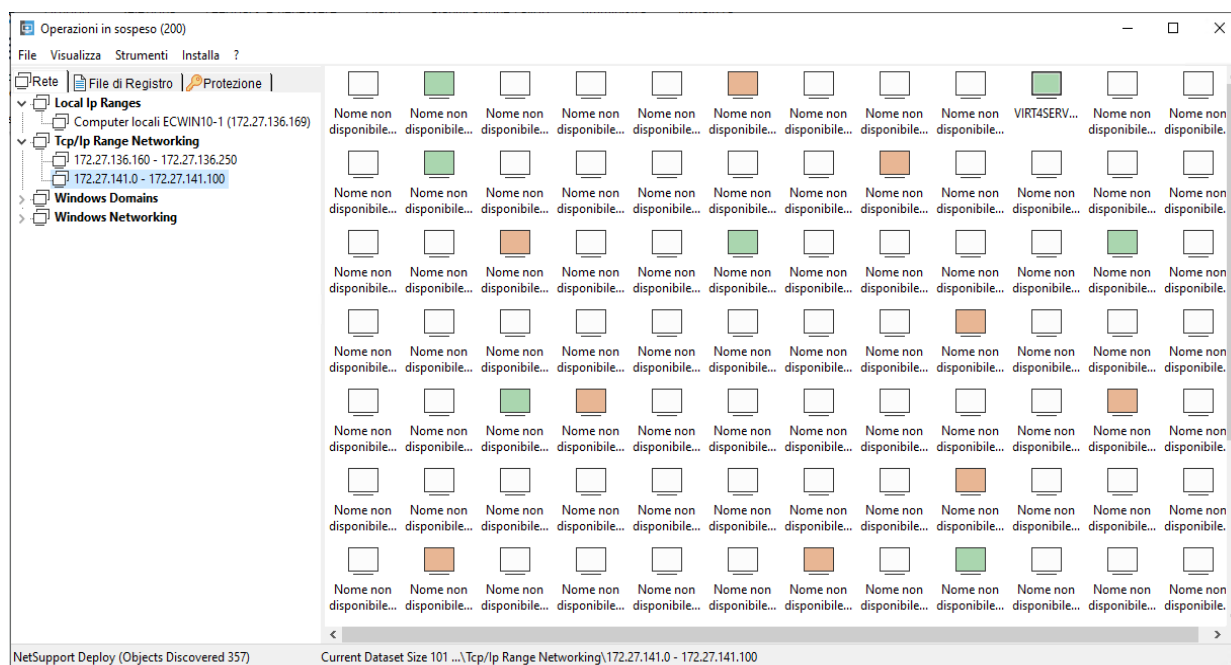 Operazioni in sospeso (200)
File Visualizza Strumenti Installa ?
Rete File di Registro Protezione
Local Ip Ranges
Computer locali ECWIN10-1 (172.27.136.169)
Tcp/Ip Range Networking
172.27.136.160 - 172.27.136.250
172.27.141.0 - 172.27.141.100
Windows Domains
Windows Networking
Nome non Nome non Nome non Nome non Nome non Nome non Nome non Nome non Nome non VIRT4SERV... Nome non Nome non
disponibile... disponibile... disponibile... disponibile... disponibile... disponibile... disponibile... disponibile... disponibile... disponibile... disponibile.
Nome non Nome non Nome non Nome non Nome non Nome non Nome non Nome non Nome non Nome non Nome non Nome non
disponibile... disponibile... disponibile... disponibile... disponibile... disponibile... disponibile... disponibile... disponibile... disponibile... disponibile... disponibile.
Nome non Nome non Nome non Nome non Nome non Nome non Nome non Nome non Nome non Nome non Nome non Nome non
disponibile... disponibile... disponibile... disponibile... disponibile... disponibile... disponibile... disponibile... disponibile... disponibile... disponibile... disponibile.
Nome non Nome non Nome non Nome non Nome non Nome non Nome non Nome non Nome non Nome non Nome non Nome non
disponibile... disponibile... disponibile... disponibile... disponibile... disponibile... disponibile... disponibile... disponibile... disponibile... disponibile... disponibile.
Nome non Nome non Nome non Nome non Nome non Nome non Nome non Nome non Nome non Nome non Nome non Nome non
disponibile... disponibile... disponibile... disponibile... disponibile... disponibile... disponibile... disponibile... disponibile... disponibile... disponibile... disponibile.
Nome non Nome non Nome non Nome non Nome non Nome non Nome non Nome non Nome non Nome non Nome non Nome non
disponibile... disponibile... disponibile... disponibile... disponibile... disponibile... disponibile... disponibile... disponibile... disponibile... disponibile... disponibile.
Nome non Nome non Nome non Nome non Nome non Nome non Nome non Nome non Nome non Nome non Nome non Nome non
disponibile... disponibile... disponibile... disponibile... disponibile... disponibile... disponibile... disponibile... disponibile... disponibile... disponibile... disponibile.
NetSupport Deploy (Objects Discovered 357) Current Dataset Size 101 ...\Tcp/Ip Range Networking\172.27.141.0 - 172.27.141.100